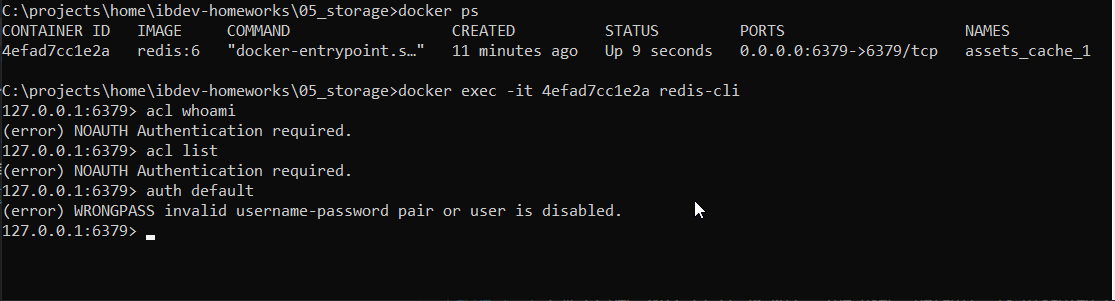 C:\projects\home\ibdev-homeworks\05_storage>docker ps
CONTAINER ID   IMAGE     COMMAND                  CREATED          STATUS         PORTS                    NAMES
4efad7cc1e2a   redis:6   "docker-entrypoint.s…"   11 minutes ago   Up 9 seconds   0.0.0.0:6379->6379/tcp   assets_cache_1
C:\projects\home\ibdev-homeworks\05_storage>docker exec -it 4efad7cc1e2a redis-cli
127.0.0.1:6379> acl whoami
(error) NOAUTH Authentication required.
127.0.0.1:6379> acl list
(error) NOAUTH Authentication required.
127.0.0.1:6379> auth default
(error) WRONGPASS invalid username-password pair or user is disabled.
127.0.0.1:6379>